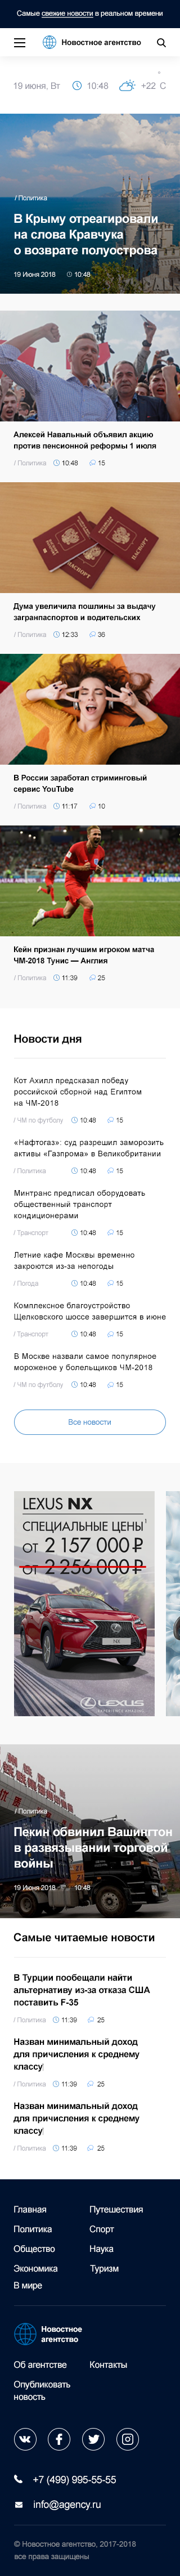 Самые свежие новости в реальном времени
Новостное агентство
19 июня, Вт 10:48 +22 °C
/ Политика
В Крыму отреагировали
на слова Кравчука
о возврате полуострова
19 Июня 2018 10:48
Алексей Навальный объявил акцию
против пенсионной реформы 1 июля
/ Политика 10:48 15
ПАСПОРТ
ПАСПОРТ
Дума увеличила пошлины за выдачу
загранпаспортов и водительских
/ Политика 12:33 36
В России заработал стриминговый
сервис YouTube
/ Политика 11:17 10
Кейн признан лучшим игроком матча
ЧМ-2018 Тунис — Англия
/ Политика 11:39 25
Новости дня
Кот Ахилл предсказал победу
российской сборной над Египтом
на ЧМ-2018
/ ЧМ по футболу 10:48 15
«Нафтогаз»: суд разрешил заморозить
активы «Газпрома» в Великобритании
/ Политика 10:48 15
Минтранс предписал оборудовать
общественный транспорт
кондиционерами
/ Транспорт 10:48 15
Летние кафе Москвы временно
закроются из-за непогоды
/ Погода 10:48 15
Комплексное благоустройство
Щелковского шоссе завершится в июне
/ Транспорт 10:48 15
В Москве назвали самое популярное
мороженое у болельщиков ЧМ-2018
/ ЧМ по футболу 10:48 15
Все новости
LEXUS NX
СПЕЦИАЛЬНЫЕ ЦЕНЫ¹
ОТ 2 157 000 ₽
ОТ 2 256 000 ₽
NX
LEXUS
/ Политика
Пекин обвинил Вашингтон
в развязывании торговой
войны
19 Июня 2018 10:48
Самые читаемые новости
В Турции пообещали найти
альтернативу из-за отказа США
поставить F-35
/ Политика 11:39 25
Назван минимальный доход
для причисления к среднему
классу
/ Политика 11:39 25
Назван минимальный доход
для причисления к среднему
классу
/ Политика 11:39 25
Главная Путешествия
Политика Спорт
Общество Наука
Экономика Туризм
В мире
Новостное
агентство
Об агентстве Контакты
Опубликовать
новость
+7 (499) 995-55-55
info@agency.ru
© Новостное агентство, 2017-2018
все права защищены